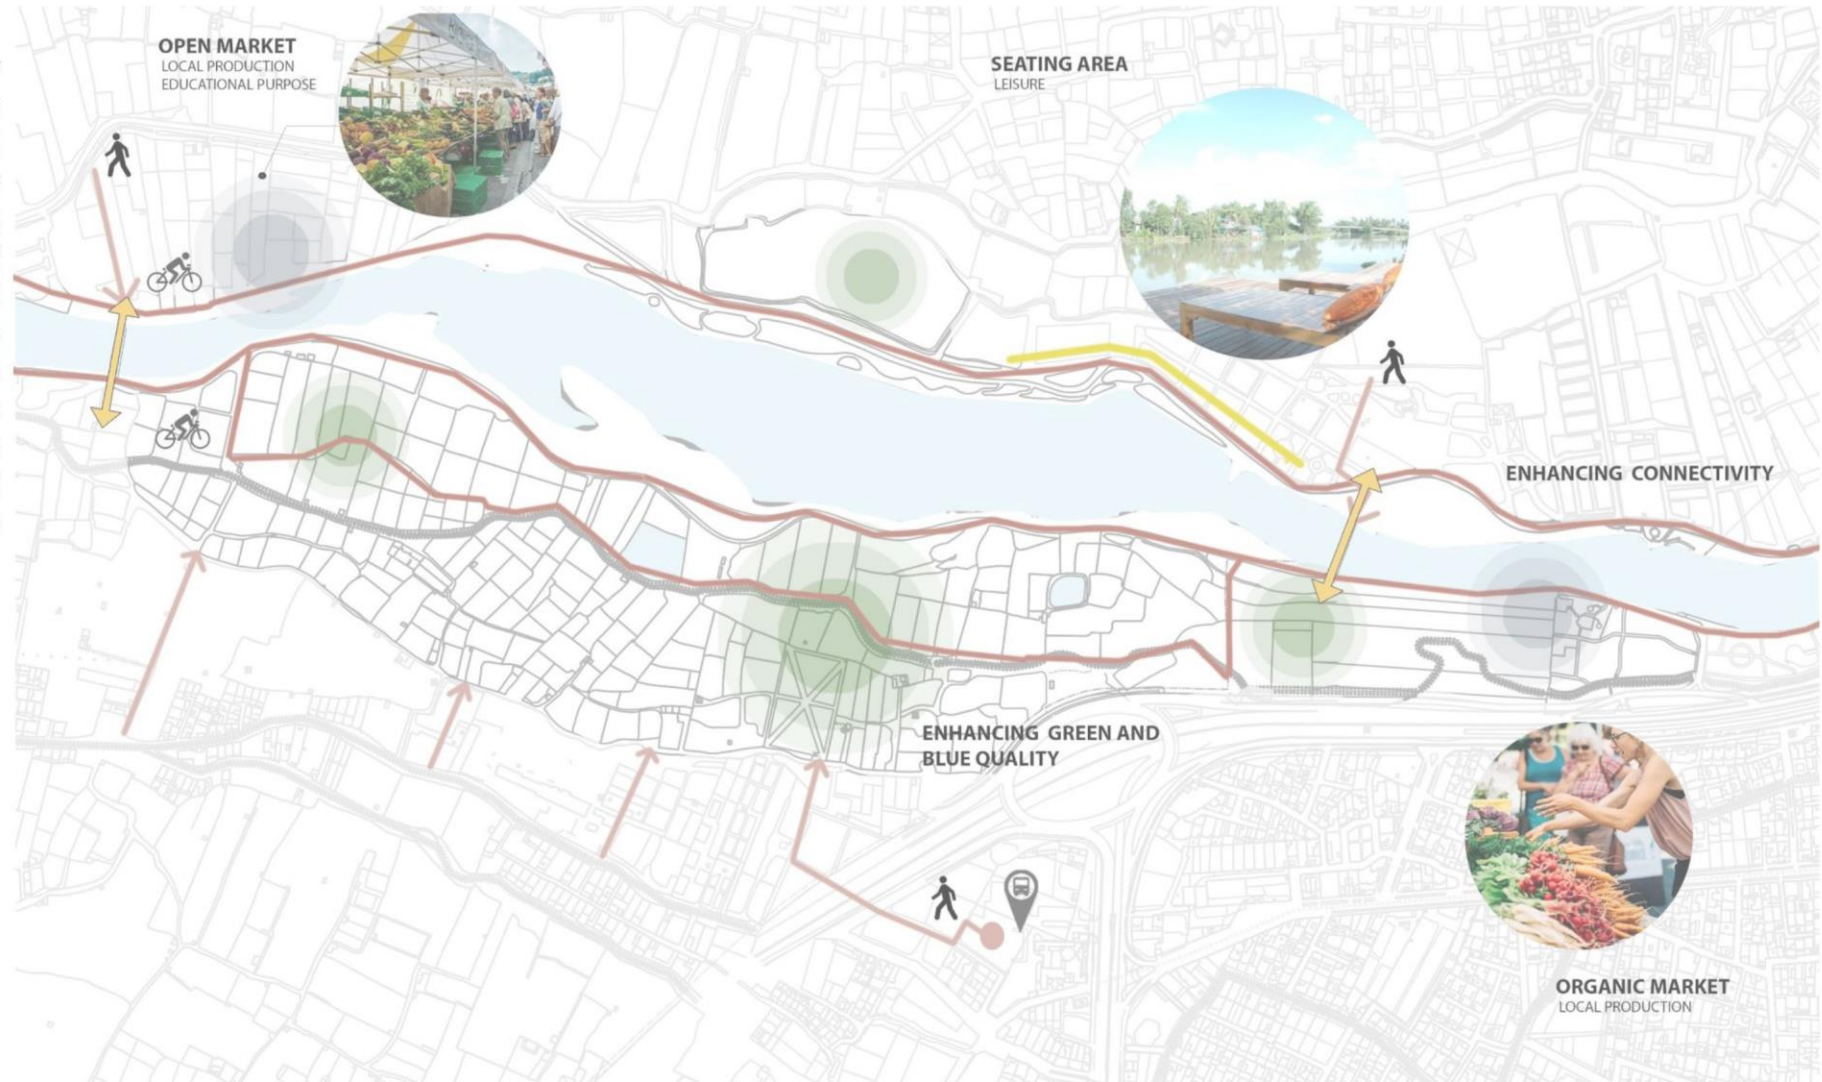 OPEN MARKET
LOCAL PRODUCTION
EDUCATIONAL PURPOSE
SEATING AREA
LEISURE
ENHANCING CONNECTIVITY
ENHANCING GREEN AND
BLUE QUALITY
ORGANIC MARKET
LOCAL PRODUCTION